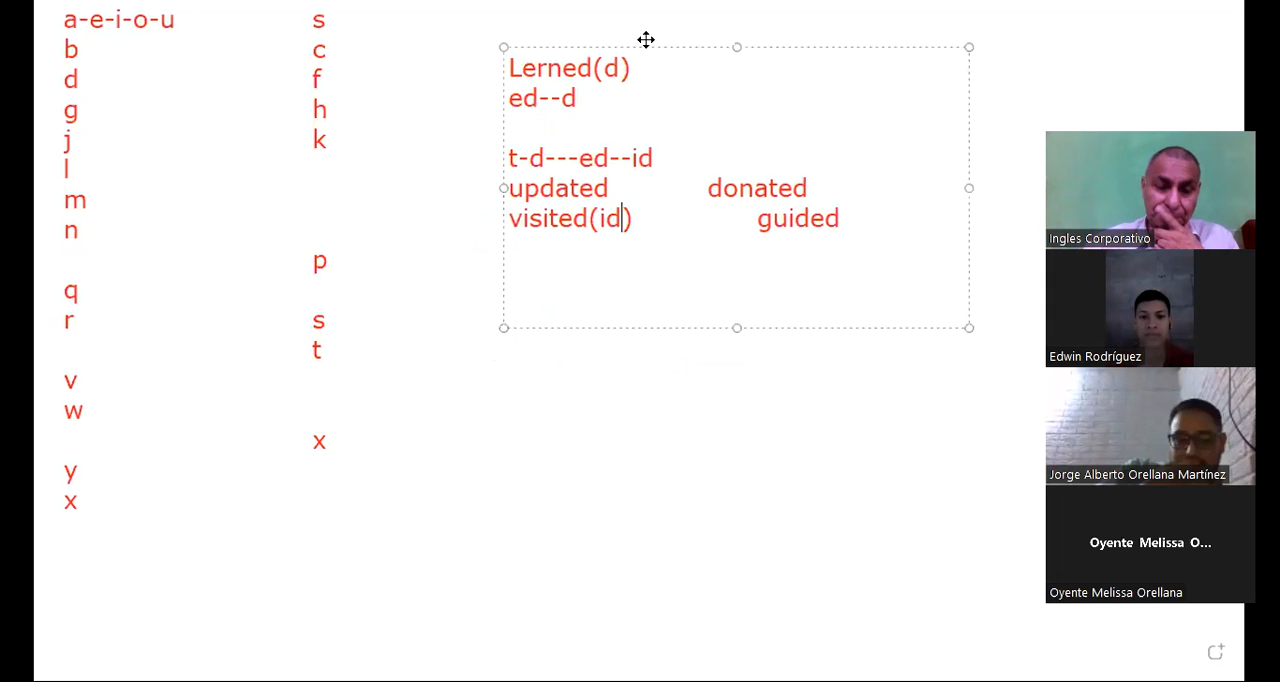 a-e-i-o-u
b
d
g
j
l
m
n
q
r
v
w
y
x
s
c
f
h
k
p
s
t
x
Lerned(d)
ed--d
t-d---ed--id
updated donated
visited(id) guided
Ingles Corporativo
Edwin Rodríguez
Jorge Alberto Orellana Martínez
Oyente Melissa O...
Oyente Melissa Orellana